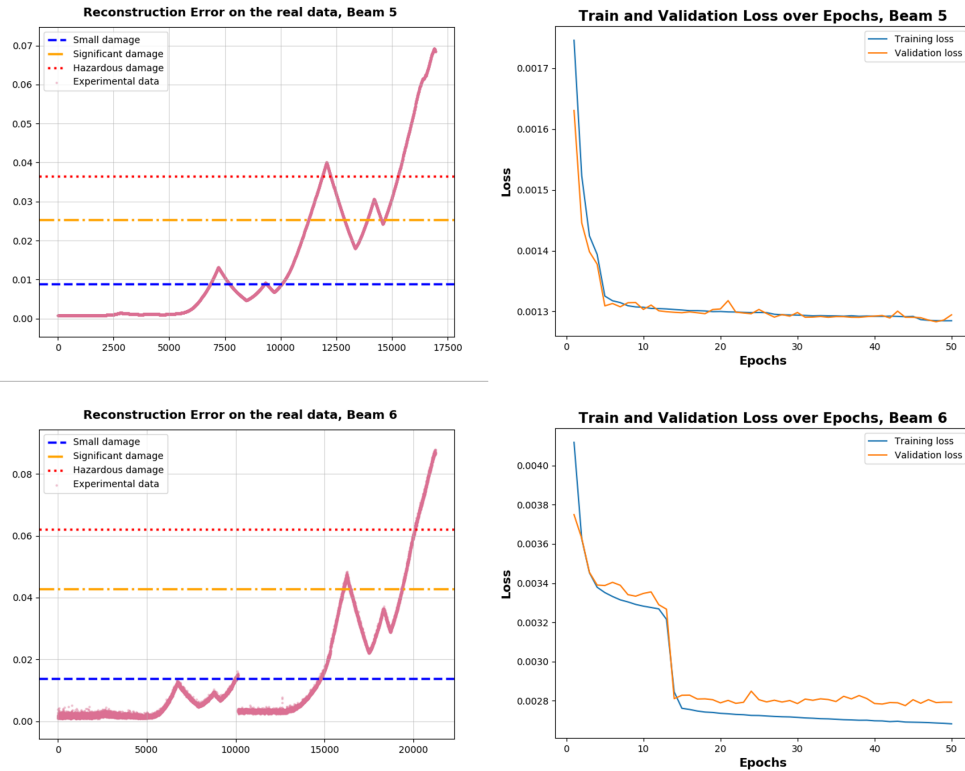 Reconstruction Error on the real data, Beam 5
Small damage
Significant damage
Hazardous damage
Experimental data
0.07
0.06
0.05
0.04
0.03
0.02
0.01
0.00
0 2500 5000 7500 10000 12500 15000 17500
Train and Validation Loss over Epochs, Beam 5
Training loss
Validation loss
Loss
0.0017
0.0016
0.0015
0.0014
0.0013
0 10 20 30 40 50
Epochs
Reconstruction Error on the real data, Beam 6
Small damage
Significant damage
Hazardous damage
Experimental data
0.08
0.06
0.04
0.02
0.00
0 5000 10000 15000 20000
Train and Validation Loss over Epochs, Beam 6
Training loss
Validation loss
Loss
0.0040
0.0038
0.0036
0.0034
0.0032
0.0030
0.0028
0 10 20 30 40 50
Epochs